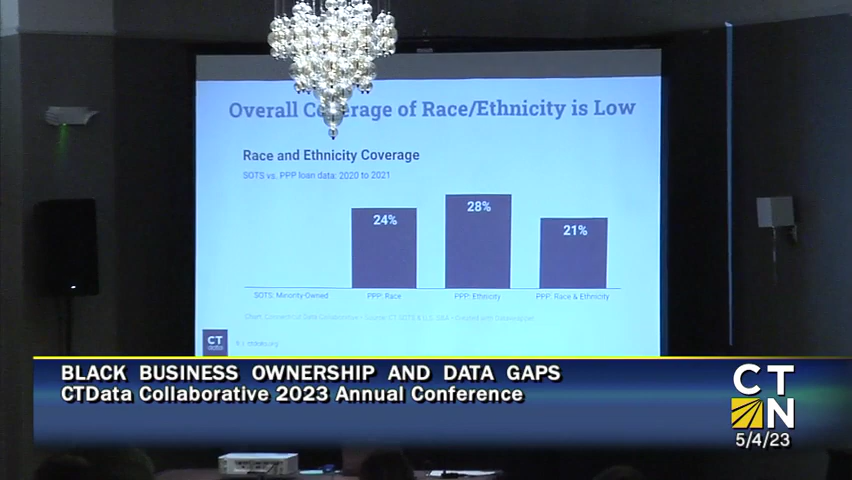 Overall Coverage of Race/Ethnicity is Low
Race and Ethnicity Coverage
SOTS vs. PPP loan data: 2020 to 2021
24%
28%
21%
SOTS: Minority-Owned
PPP: Race
PPP: Ethnicity
PPP: Race & Ethnicity
CT
data
BLACK BUSINESS OWNERSHIP AND DATA GAPS
CTData Collaborative 2023 Annual Conference
CT
N
5/4/23